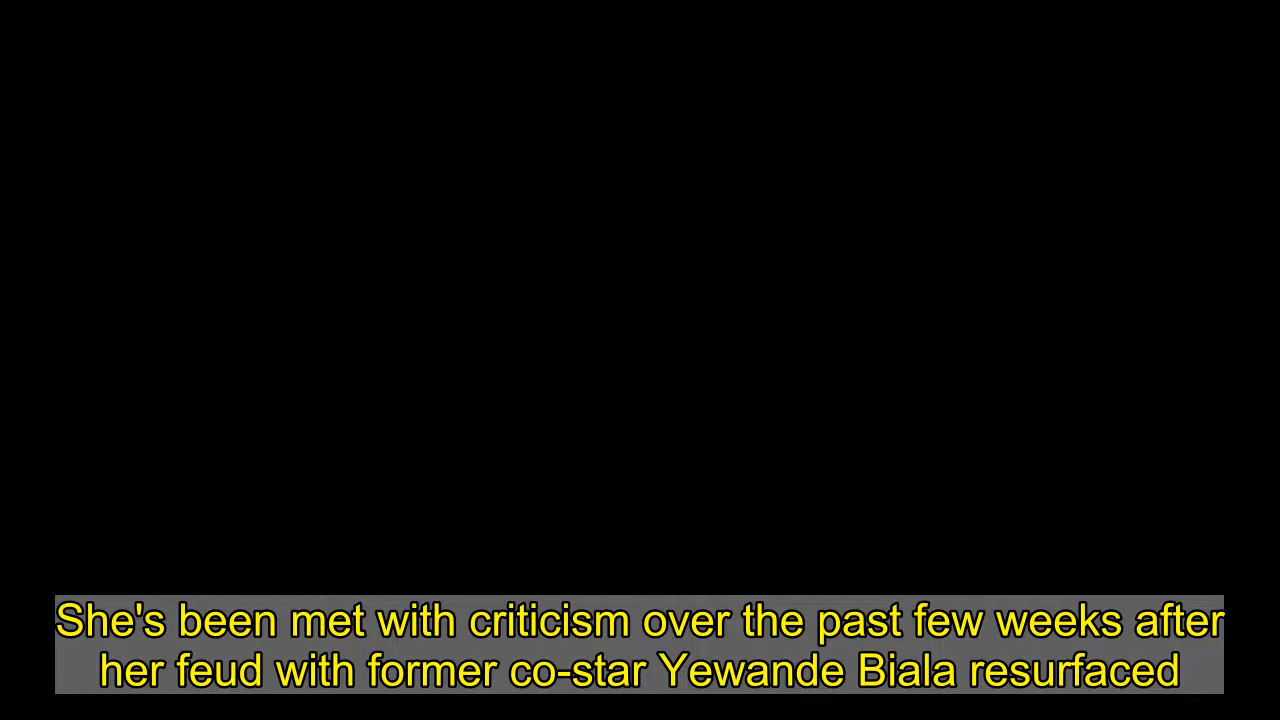 She's been met with criticism over the past few weeks after
her feud with former co-star Yewande Biala resurfaced